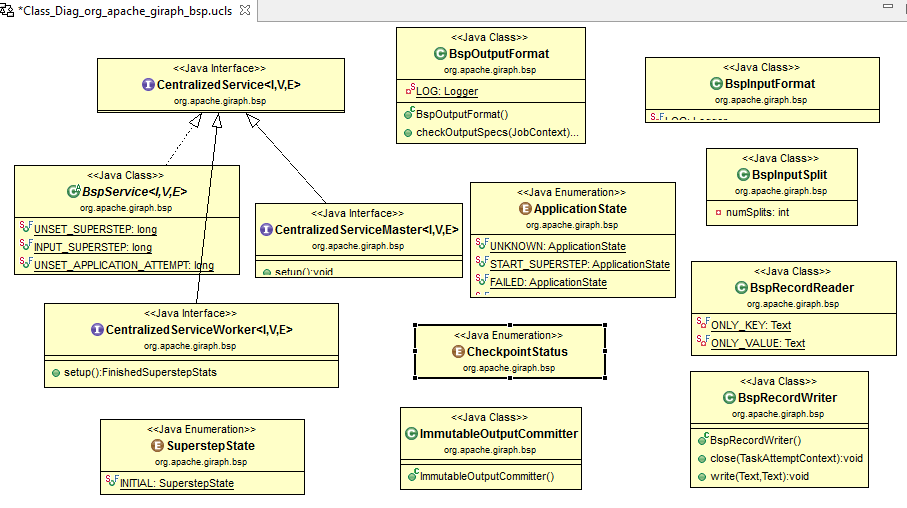 *Class_Diag_org_apache_giraph_bsp.ucls
<<Java Interface>>
CentralizedService<I,V,E>
org.apache.giraph.bsp
<<Java Class>>
BspOutputFormat
org.apache.giraph.bsp
LOG: Logger
BspOutputFormat()
checkOutputSpecs(JobContext)...
<<Java Class>>
BspInputFormat
org.apache.giraph.bsp
LOG: Logger
<<Java Class>>
BspInputSplit
org.apache.giraph.bsp
numSplits: int
<<Java Class>>
BspService<I,V,E>
org.apache.giraph.bsp
UNSET_SUPERSTEP: long
INPUT_SUPERSTEP: long
UNSET_APPLICATION_ATTEMPT: long
<<Java Interface>>
CentralizedServiceMaster<I,V,E>
org.apache.giraph.bsp
setup():void
<<Java Enumeration>>
ApplicationState
org.apache.giraph.bsp
UNKNOWN: ApplicationState
START_SUPERSTEP: ApplicationState
FAILED: ApplicationState
<<Java Class>>
BspRecordReader
org.apache.giraph.bsp
ONLY_KEY: Text
ONLY_VALUE: Text
<<Java Interface>>
CentralizedServiceWorker<I,V,E>
org.apache.giraph.bsp
setup():FinishedSuperstepStats
<<Java Enumeration>>
CheckpointStatus
org.apache.giraph.bsp
<<Java Class>>
BspRecordWriter
org.apache.giraph.bsp
BspRecordWriter()
close(TaskAttemptContext):void
write(Text,Text):void
<<Java Enumeration>>
SuperstepState
org.apache.giraph.bsp
INITIAL: SuperstepState
<<Java Class>>
ImmutableOutputCommitter
org.apache.giraph.bsp
ImmutableOutputCommitter()